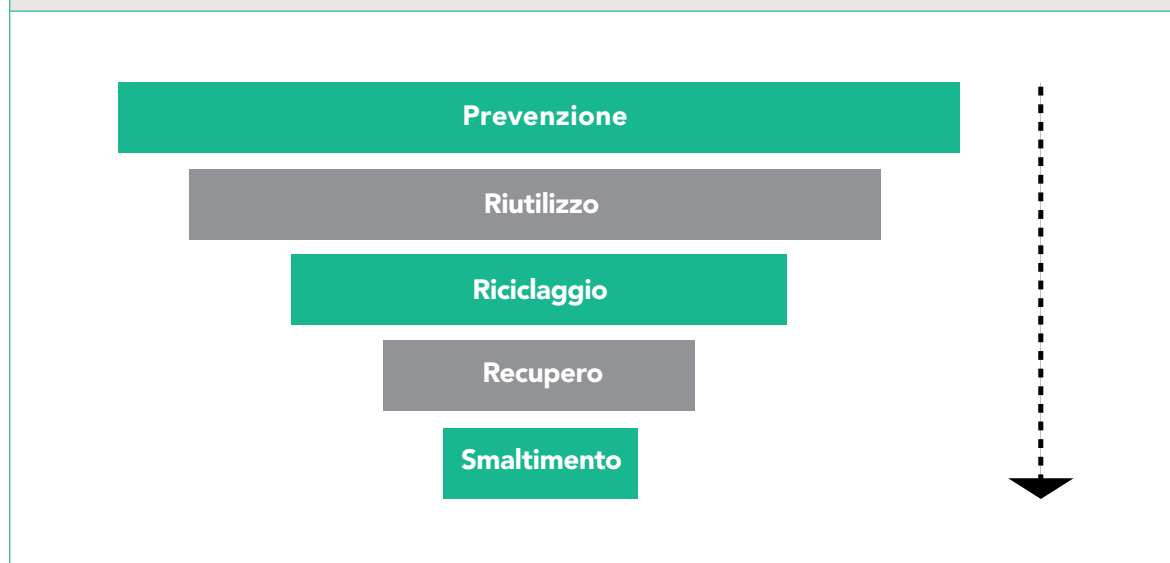 Prevenzione
Riutilizzo
Riciclaggio
Recupero
Smaltimento